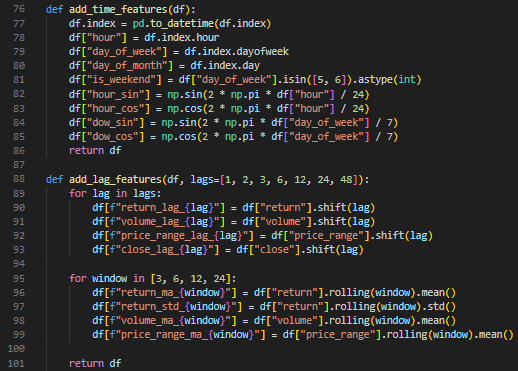 76 def add_time_features(df):
77     df.index = pd.to_datetime(df.index)
78     df["hour"] = df.index.hour
79     df["day_of_week"] = df.index.dayofweek
80     df["day_of_month"] = df.index.day
81     df["is_weekend"] = df["day_of_week"].isin([5, 6]).astype(int)
82     df["hour_sin"] = np.sin(2 * np.pi * df["hour"] / 24)
83     df["hour_cos"] = np.cos(2 * np.pi * df["hour"] / 24)
84     df["dow_sin"] = np.sin(2 * np.pi * df["day_of_week"] / 7)
85     df["dow_cos"] = np.cos(2 * np.pi * df["day_of_week"] / 7)
86     return df
87
88 def add_lag_features(df, lags=[1, 2, 3, 6, 12, 24, 48]):
89     for lag in lags:
90         df[f"return_lag_{lag}"] = df["return"].shift(lag)
91         df[f"volume_lag_{lag}"] = df["volume"].shift(lag)
92         df[f"price_range_lag_{lag}"] = df["price_range"].shift(lag)
93         df[f"close_lag_{lag}"] = df["close"].shift(lag)
94
95     for window in [3, 6, 12, 24]:
96         df[f"return_ma_{window}"] = df["return"].rolling(window).mean()
97         df[f"return_std_{window}"] = df["return"].rolling(window).std()
98         df[f"volume_ma_{window}"] = df["volume"].rolling(window).mean()
99         df[f"price_range_ma_{window}"] = df["price_range"].rolling(window).mean()
100
101     return df